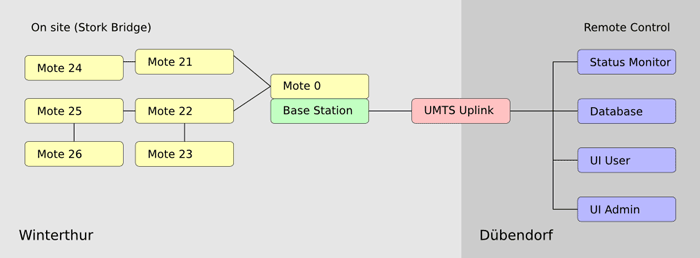 On site (Stork Bridge)
Remote Control
Mote 24
Mote 21
Mote 0
Status Monitor
Mote 25
Mote 22
Base Station
UMTS Uplink
Database
Mote 26
Mote 23
UI User
UI Admin
Winterthur
Dübendorf